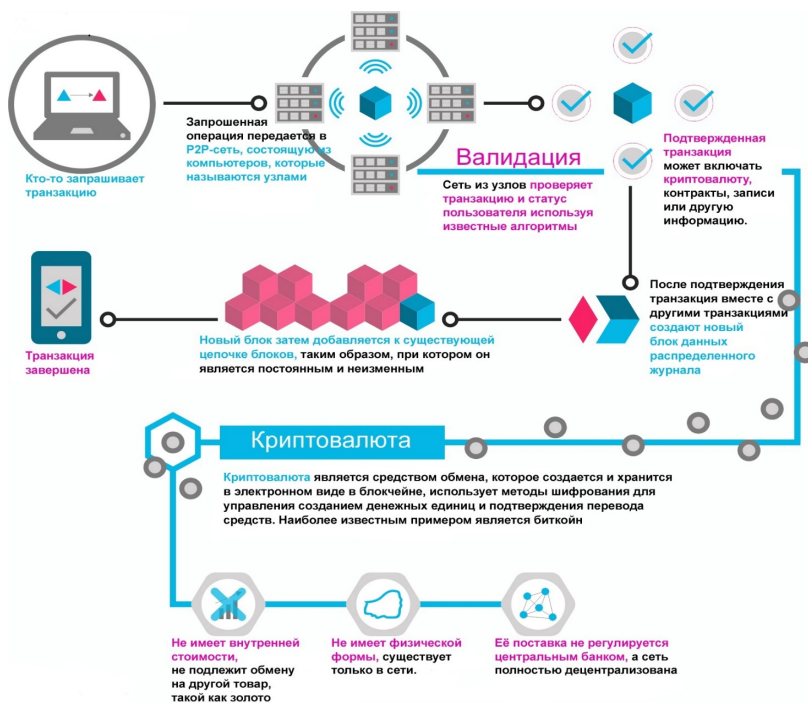 Кто-то запрашивает
транзакцию
Запрошенная
операция передается в
P2P-сеть, состоящую из
компьютеров, которые
называются узлами
Валидация
Сеть из узлов проверяет
транзакцию и статус
пользователя используя
известные алгоритмы
Подтвержденная
транзакция
может включать
криптовалюту,
контракты, записи
или другую
информацию.
После подтверждения
транзакция вместе с
другими транзакциями
создают новый
блок данных
распределенного
журнала
Новый блок затем добавляется к существующей
цепочке блоков, таким образом, при котором он
является постоянным и неизменным
Транзакция
завершена
Криптовалюта
Криптовалюта является средством обмена, которое создается и хранится
в электронном виде в блокчейне, использует методы шифрования для
управления созданием денежных единиц и подтверждения перевода
средств. Наиболее известным примером является биткойн
Не имеет внутренней
стоимости,
не подлежит обмену
на другой товар,
такой как золото
Не имеет физической
формы, существует
только в сети.
Её поставка не регулируется
центральным банком, а сеть
полностью децентрализована